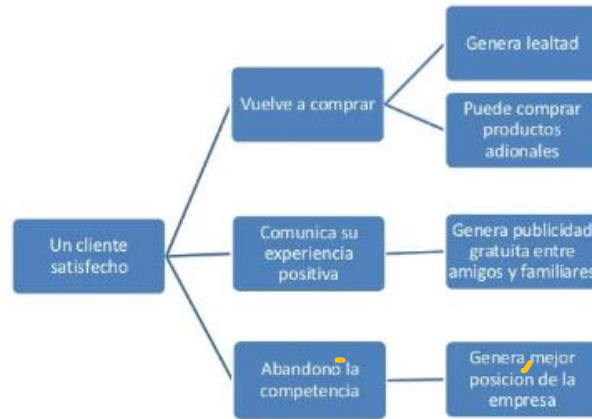 Genera lealtad
Vuelve a comprar
Puede comprar
productos
adionales
Un cliente
satisfecho
Comunica su
experiencia
positiva
Genera publicidad
gratuita entre
amigos y familiares
Abandono la
competencia
Genera mejor
posición de la
empresa